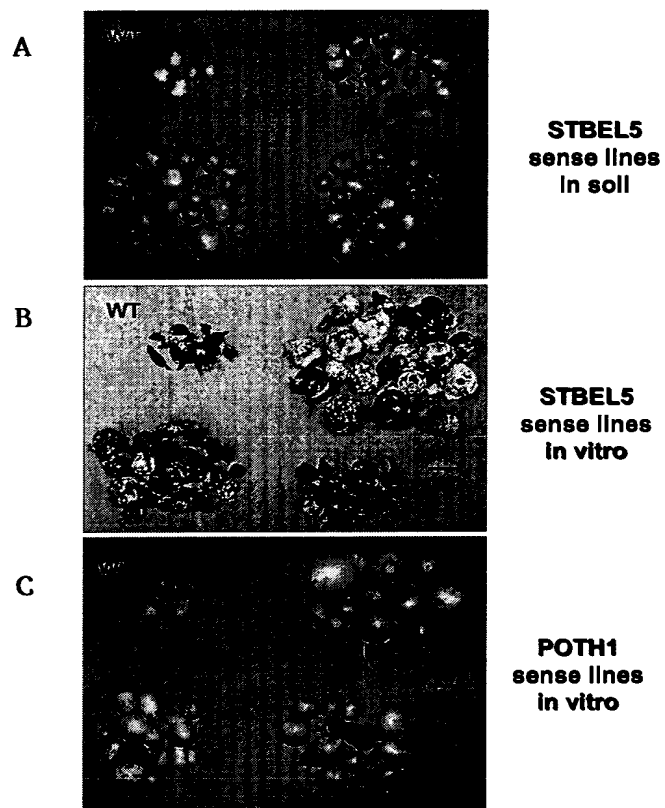 A
STBEL5
sense lines
in soil
B
WT
STBEL5
sense lines
in vitro
C
POTH1
sense lines
in vitro